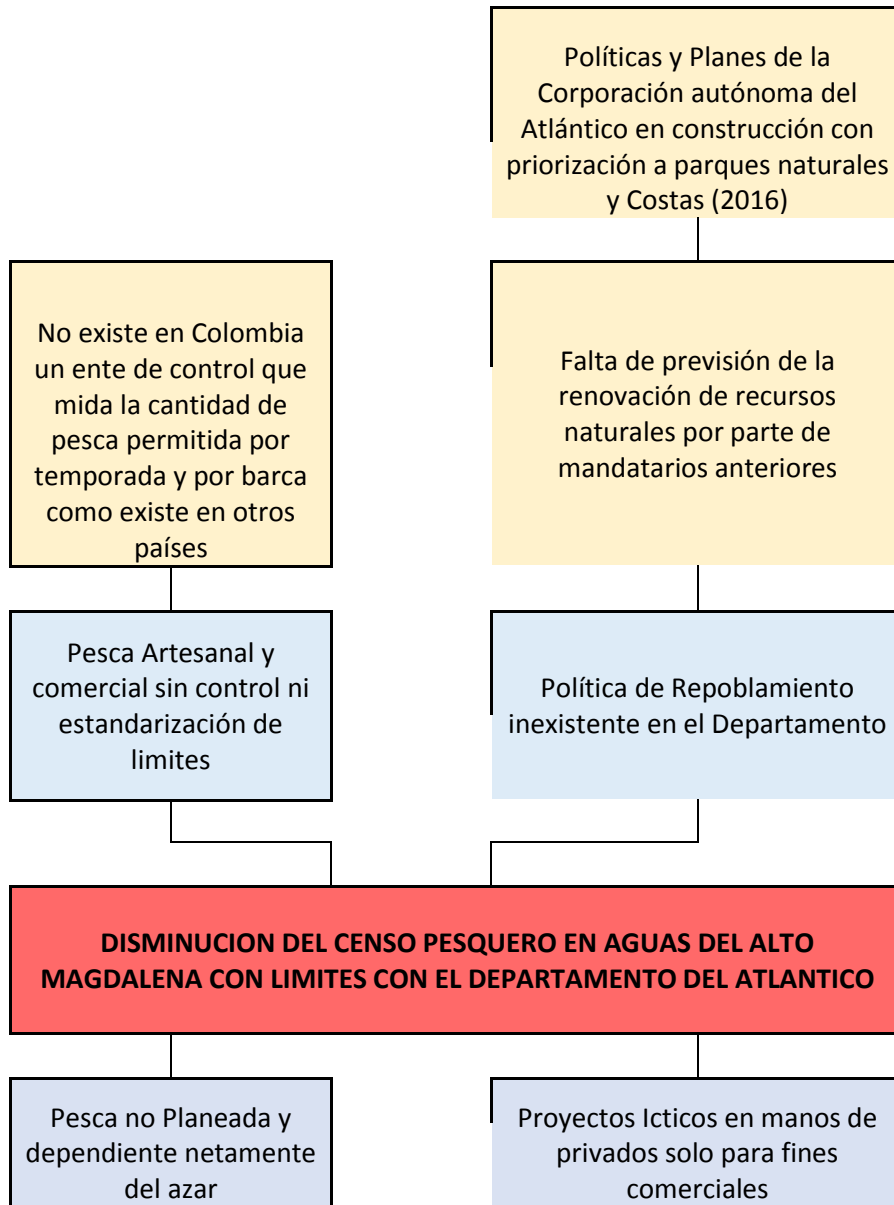 Políticas y Planes de la
Corporación autónoma del
Atlántico en construcción con
priorización a parques naturales
y Costas (2016)
No existe en Colombia
un ente de control que
mida la cantidad de
pesca permitida por
temporada y por barca
como existe en otros
países
Falta de previsión de la
renovación de recursos
naturales por parte de
mandatarios anteriores
Pesca Artesanal y
comercial sin control ni
estandarización de
limites
Política de Repoblamiento
inexistente en el Departamento
DISMINUCION DEL CENSO PESQUERO EN AGUAS DEL ALTO
MAGDALENA CON LIMITES CON EL DEPARTAMENTO DEL ATLANTICO
Pesca no Planeada y
dependiente netamente
del azar
Proyectos Icticos en manos de
privados solo para fines
comerciales